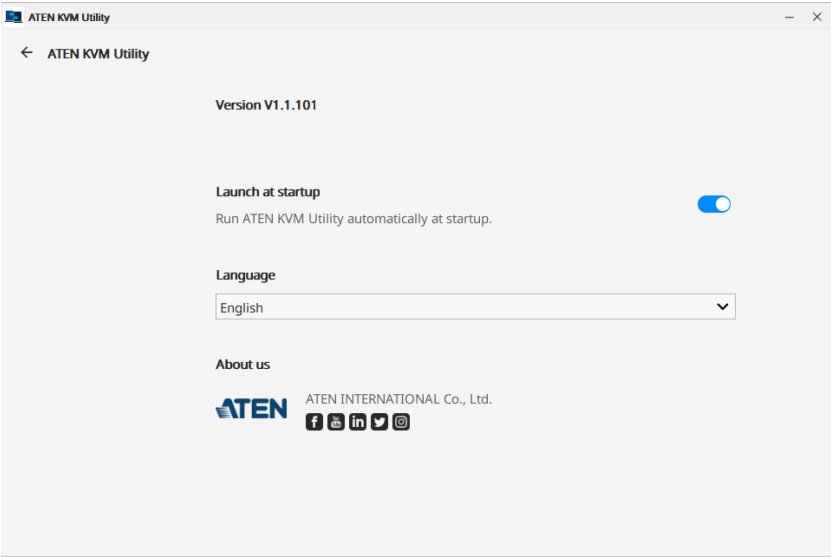 ATEN KVM Utility
ATEN KVM Utility
Version V1.1.101
Launch at startup
Run ATEN KVM Utility automatically at startup.
Language
English
About us
ATEN
ATEN INTERNATIONAL Co., Ltd.